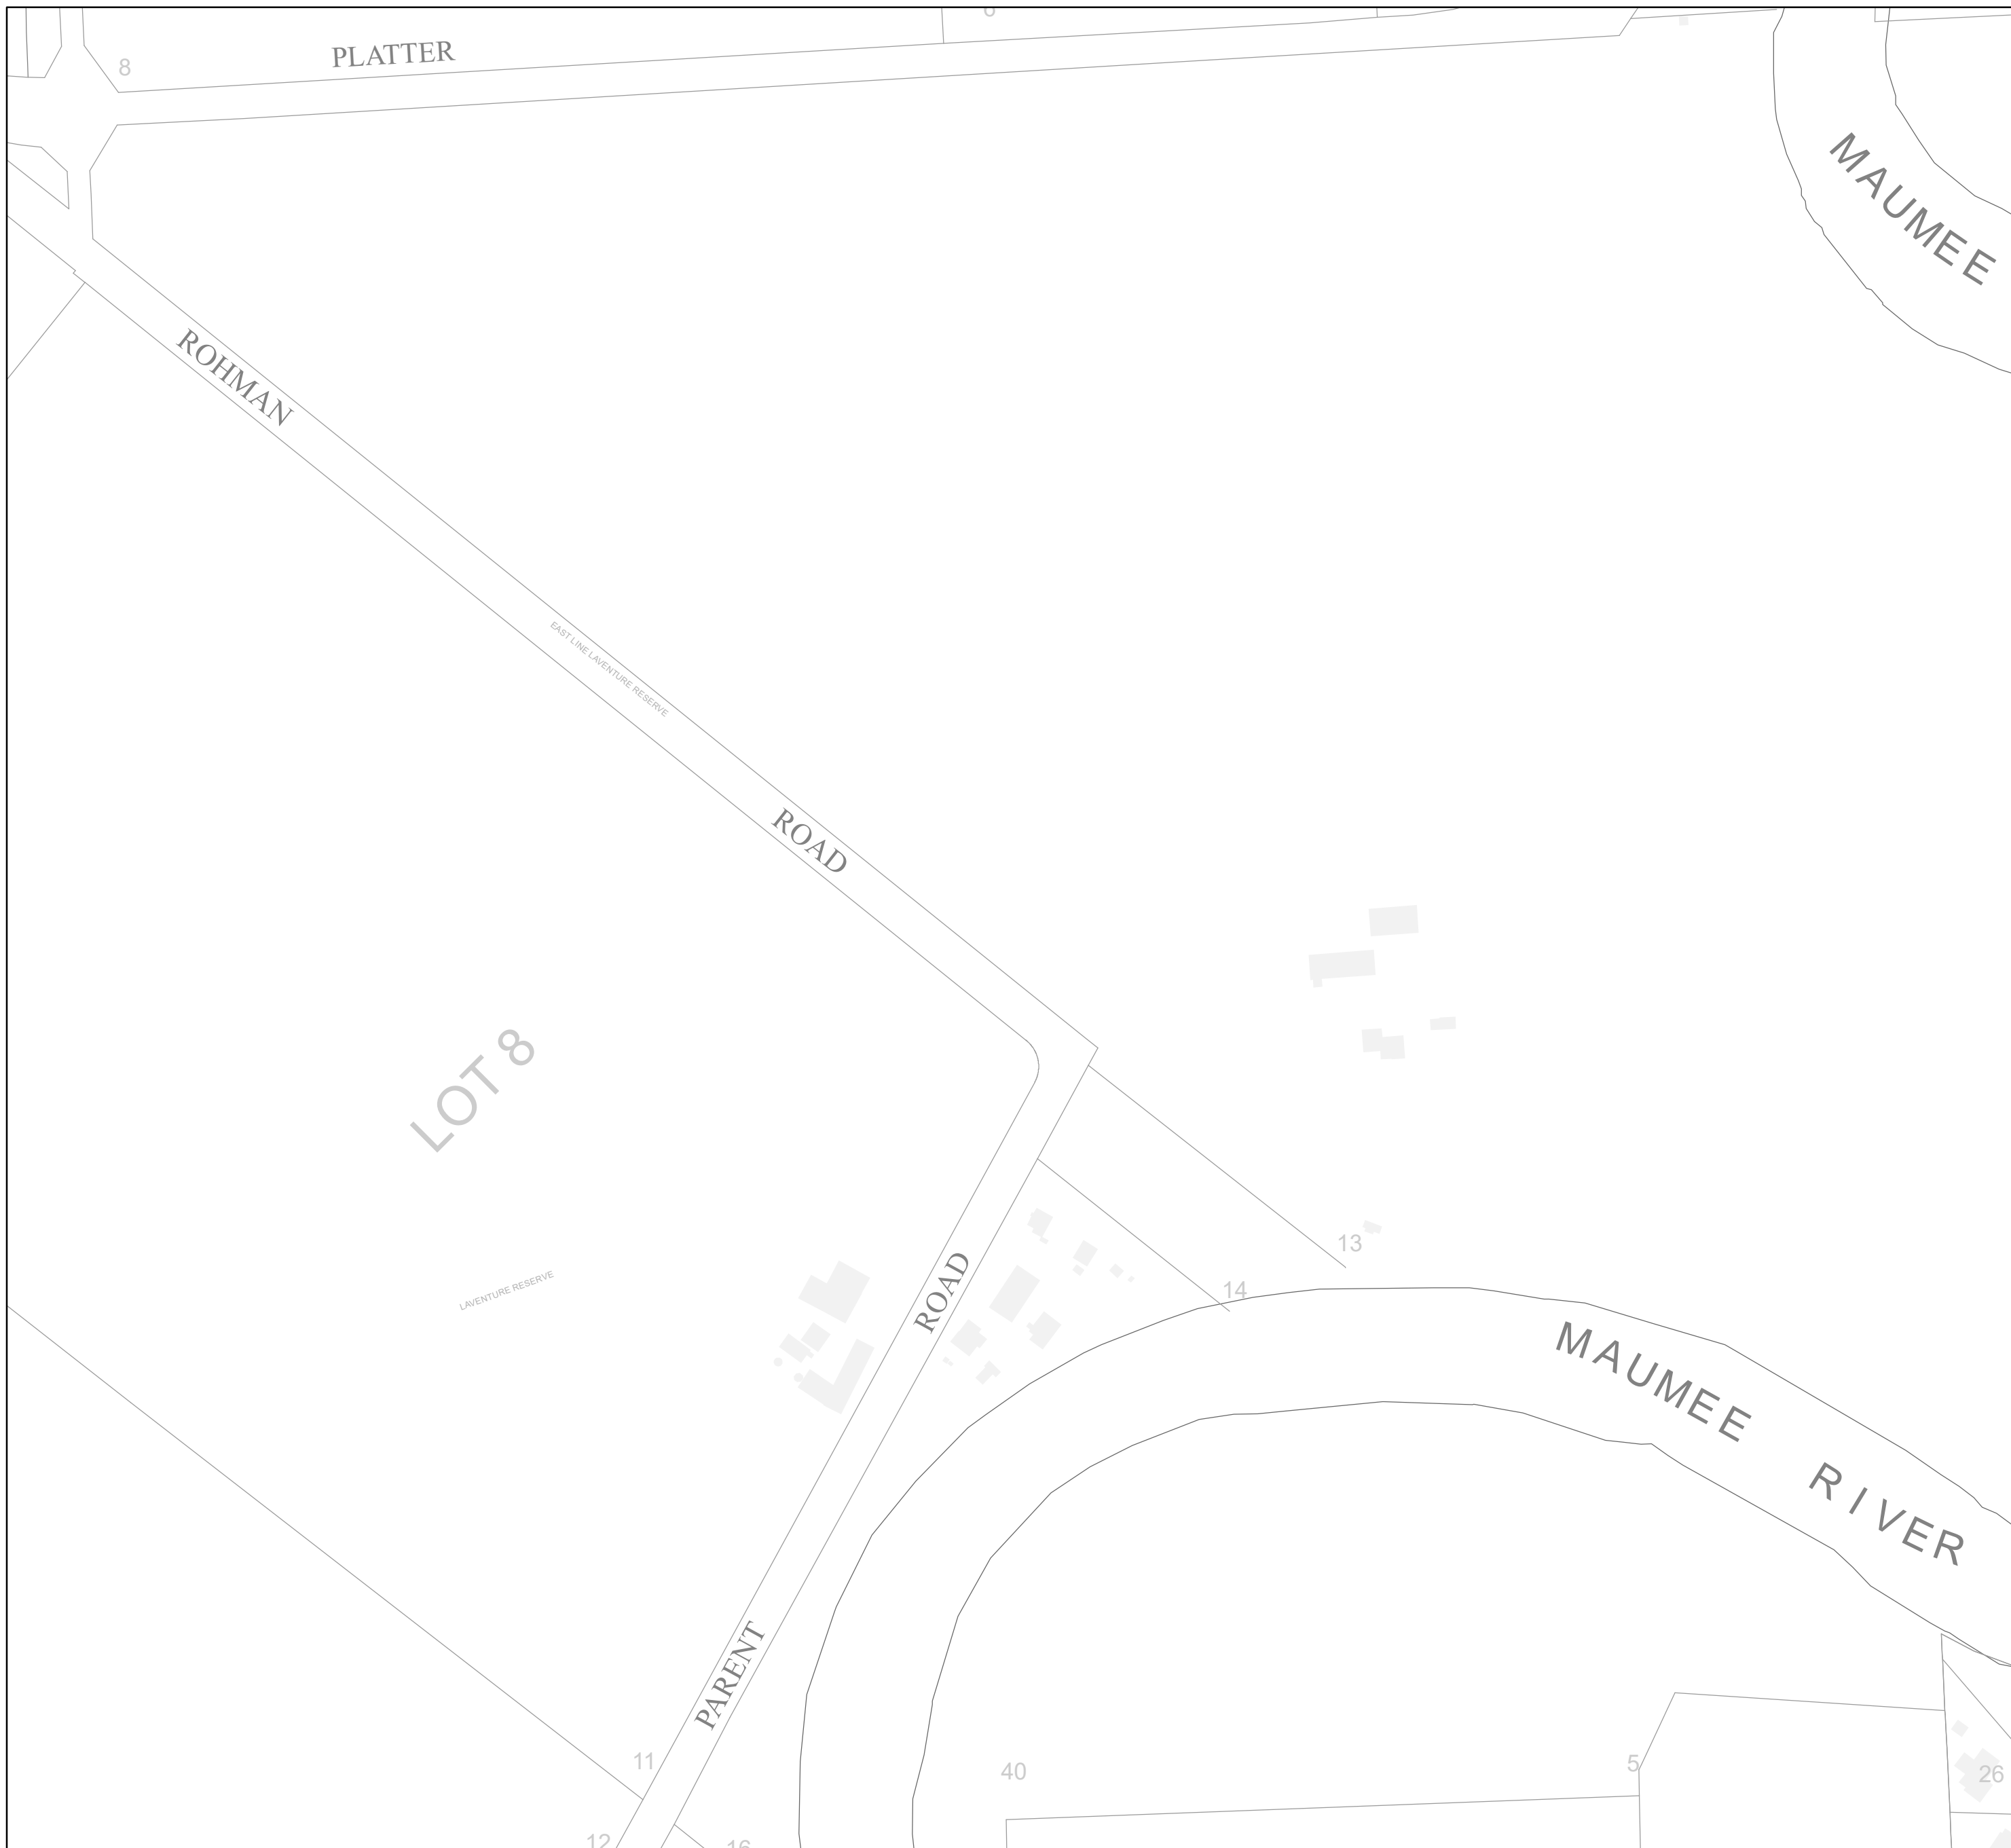 8
PLATTER
MAUMEE
ROHMAN
EAST LINE LAVENTURE RESERVE
ROAD
LOT 8
13
LAVENTURE RESERVE
14
ROAD
MAUMEE
RIVER
PARENT
11
40
5
26
12
16